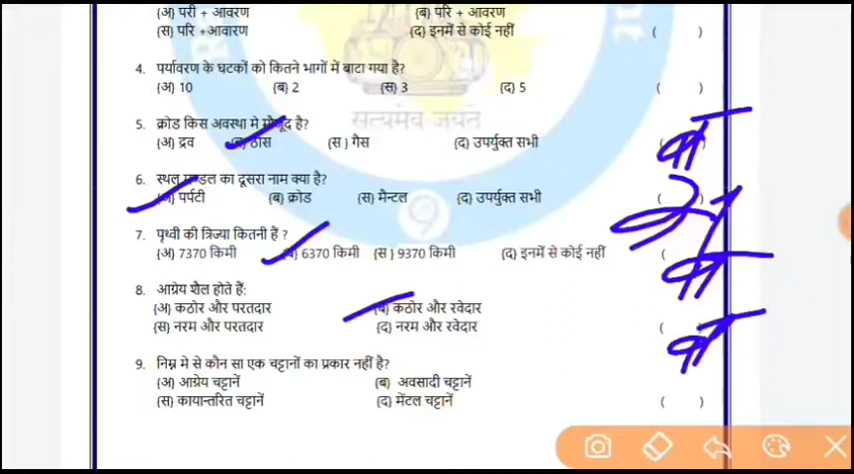 (अ) परी + आवरण (ब) परि + आवरण
(स) परि +आवारण (द) इनमें से कोई नहीं ( )
4. पर्यावरण के घटकों को कितने भागों में बाटा गया है?
(अ) 10 (ब) 2 (स) 3 (द) 5 ( )
5. क्रोड किस अवस्था मे मौजूद है?
(अ) द्रव (ब) ठोस (स ) गैस (द) उपर्युक्त सभी ब
6. स्थल मण्डल का दूसरा नाम क्या है?
(अ) पर्पटी (ब) क्रोड (स) मैन्टल (द) उपर्युक्त सभी ( ) अ
7. पृथ्वी की त्रिज्या कितनी हैं ?
(अ) 7370 किमी (ब) 6370 किमी (स ) 9370 किमी (द) इनमें से कोई नहीं ( ब
8. आग्रेय शैल होते हैं:
(अ) कठोर और परतदार (ब) कठोर और रवेदार
(स) नरम और परतदार (द) नरम और रवेदार ( ब
9. निम्न मे से कौन सा एक चट्टानों का प्रकार नहीं है?
(अ) आग्रेय चट्टानें (ब) अवसादी चट्टानें
(स) कायान्तरित चट्टानें (द) मेंटल चट्टानें ( )
सत्यमेव जयते
9